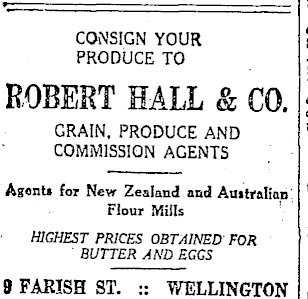 CONSIGN YOUR
PRODUCE TO
ROBERT HALL & CO.
GRAIN, PRODUCE AND
COMMISSION AGENTS
Agents for New Zealand and Australian
Flour Mills
HIGHEST PRICES OBTAINED FOR
BUTTER AND EGGS
9 FARISH ST. :: WELLINGTON